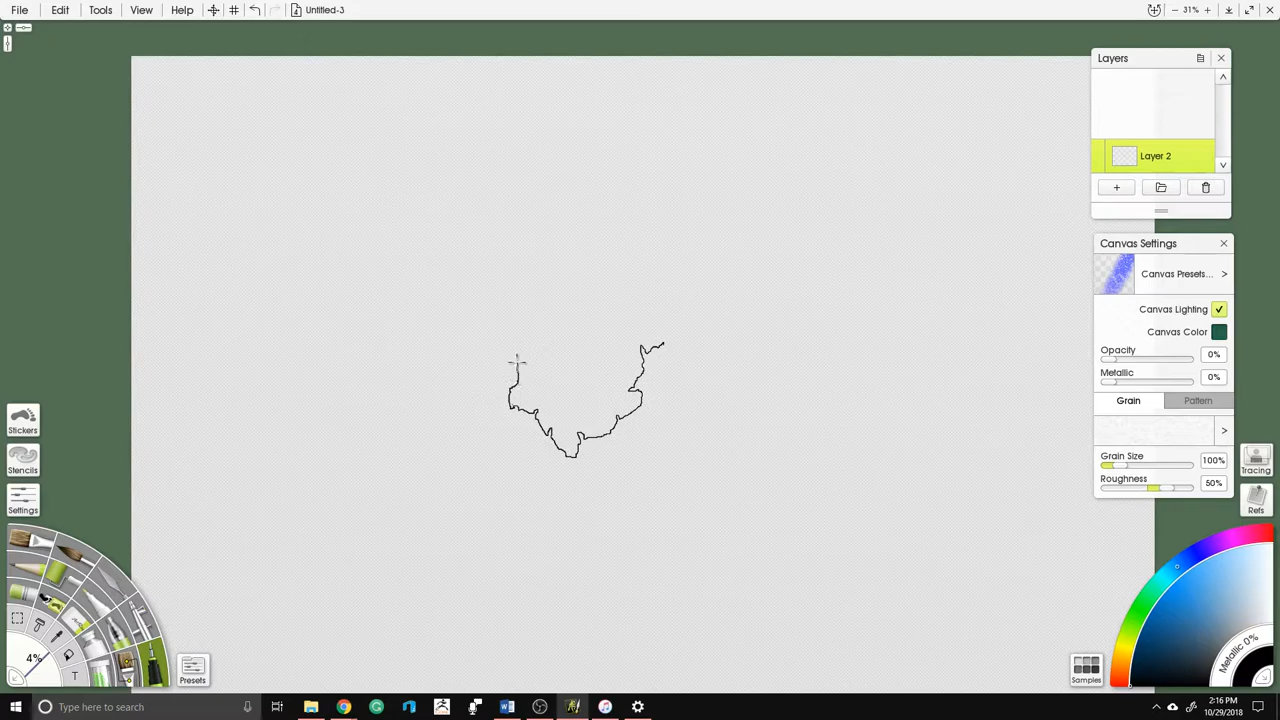 File Edit Tools View Help Untitled-3 31%
Layers
Layer 2
Canvas Settings
Canvas Presets...
Canvas Lighting
Canvas Color
Opacity 0%
Metallic 0%
Grain Pattern
Grain Size 100%
Roughness 50%
Stickers
Stencils
Settings
Tracing
Refs
4%
T
Presets
Samples
Metallic 0%
Type here to search
2:16 PM
10/29/2018